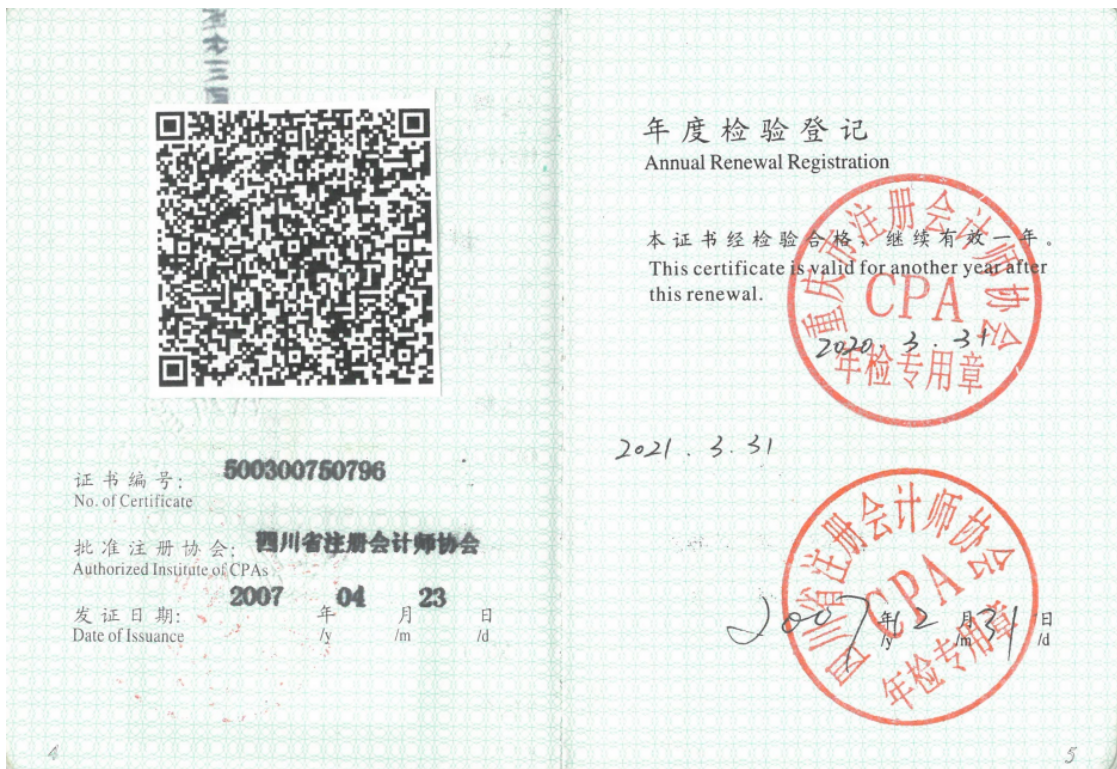 证书编号: 500300750796
No. of Certificate
批准注册协会: 四川省注册会计师协会
Authorized Institute of CPAs
发证日期: 2007 年 04 月 23 日
Date of Issuance /y /m /d
4
年度检验登记
Annual Renewal Registration
本证书经检验合格，继续有效一年。
This certificate is valid for another year after
this renewal.
重庆市注册会计师协会
CPA
2020.3.31
年检专用章
2021.3.31
四川省注册会计师协会
CPA
2007 年 12 月 31 日
/y /m /d
年检专用章
5